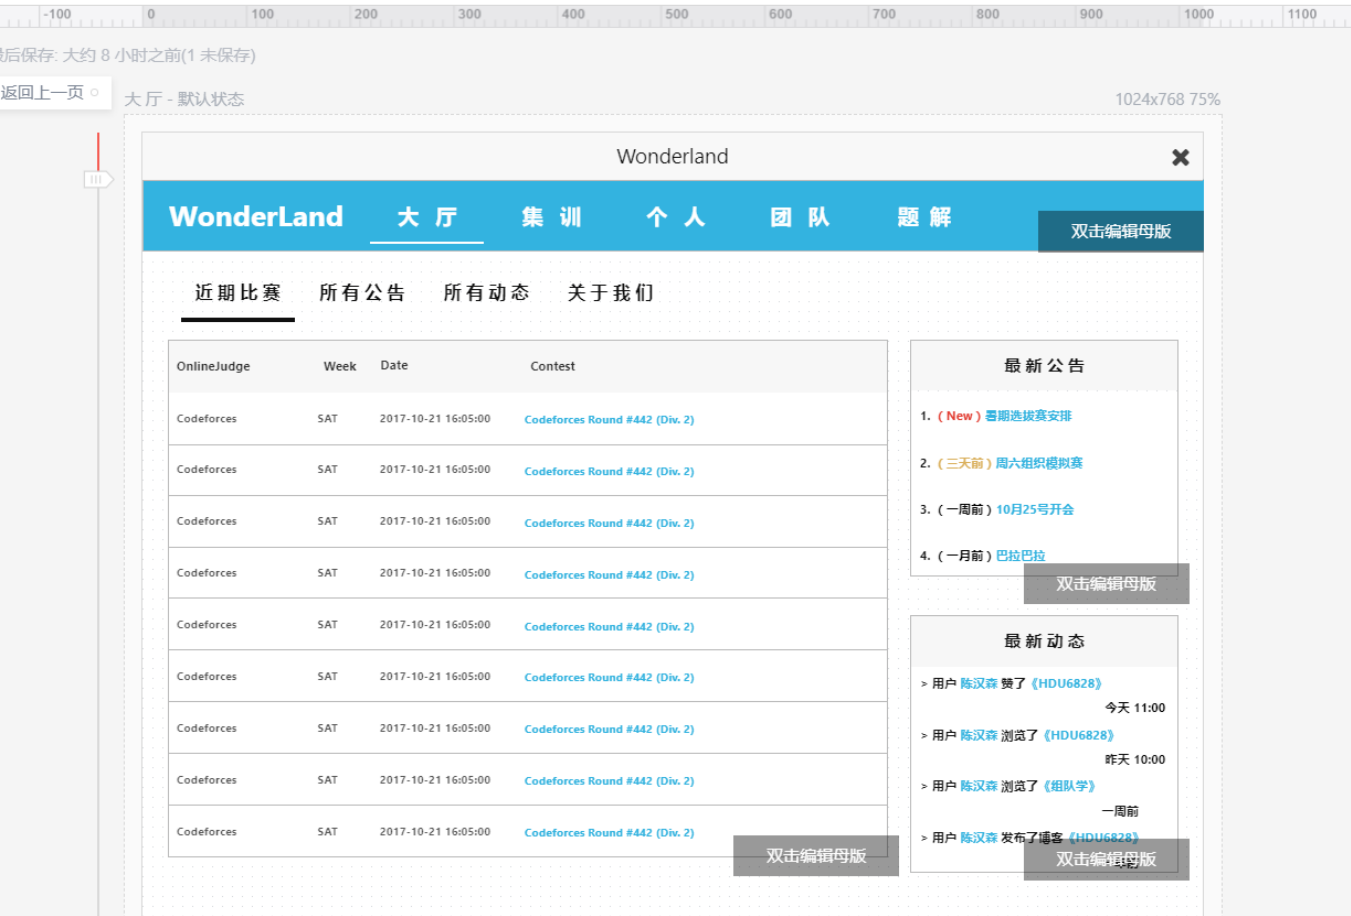 -100 0 100 200 300 400 500 600 700 800 900 1000 1100
后保存: 大约 8 小时之前(1 未保存)
返回上一页
大 厅 - 默认状态 1024x768 75%
Wonderland
WonderLand 大 厅 集 训 个 人 团 队 题 解
双击编辑母版
近期比赛 所有公告 所有动态 关于我们
OnlineJudge Week Date Contest
Codeforces SAT 2017-10-21 16:05:00 Codeforces Round #442 (Div. 2)
Codeforces SAT 2017-10-21 16:05:00 Codeforces Round #442 (Div. 2)
Codeforces SAT 2017-10-21 16:05:00 Codeforces Round #442 (Div. 2)
Codeforces SAT 2017-10-21 16:05:00 Codeforces Round #442 (Div. 2)
Codeforces SAT 2017-10-21 16:05:00 Codeforces Round #442 (Div. 2)
Codeforces SAT 2017-10-21 16:05:00 Codeforces Round #442 (Div. 2)
Codeforces SAT 2017-10-21 16:05:00 Codeforces Round #442 (Div. 2)
Codeforces SAT 2017-10-21 16:05:00 Codeforces Round #442 (Div. 2)
Codeforces SAT 2017-10-21 16:05:00 Codeforces Round #442 (Div. 2)
双击编辑母版
最新公告
1. ( New ) 暑期选拔赛安排
2. ( 三天前 ) 周六组织模拟赛
3. ( 一周前 ) 10月25号开会
4. ( 一月前 ) 巴拉巴拉
双击编辑母版
最新动态
> 用户 陈汉森 赞了《HDU6828》
今天 11:00
> 用户 陈汉森 浏览了《HDU6828》
昨天 10:00
> 用户 陈汉森 浏览了《组队学》
一周前
> 用户 陈汉森 发布了博客《HDU6828》
双击编辑母版